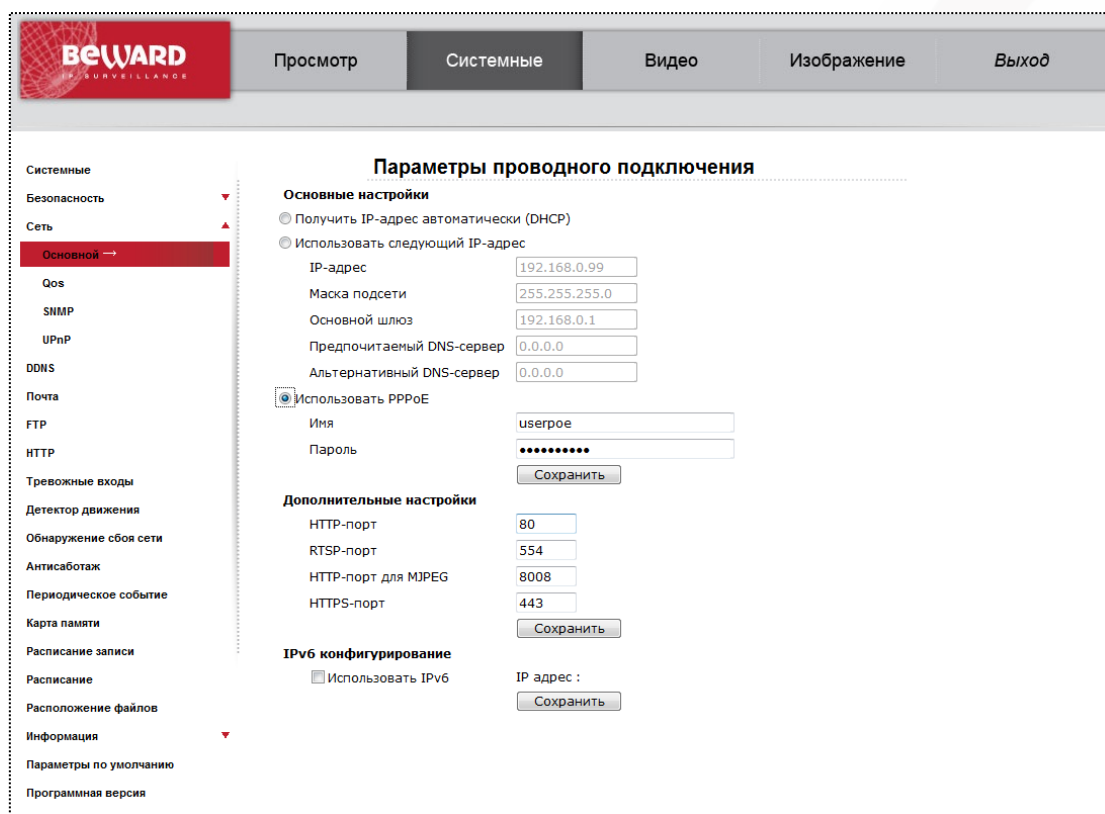 BEWARD
IP SURVEILLANCE
Просмотр
Системные
Видео
Изображение
Выход
Системные
Безопасность
Сеть
Основной →
Qos
SNMP
UPnP
DDNS
Почта
FTP
HTTP
Тревожные входы
Детектор движения
Обнаружение сбоя сети
Антисаботаж
Периодическое событие
Карта памяти
Расписание записи
Расписание
Расположение файлов
Информация
Параметры по умолчанию
Программная версия
Параметры проводного подключения
Основные настройки
Получить IP-адрес автоматически (DHCP)
Использовать следующий IP-адрес
IP-адрес 192.168.0.99
Маска подсети 255.255.255.0
Основной шлюз 192.168.0.1
Предпочитаемый DNS-сервер 0.0.0.0
Альтернативный DNS-сервер 0.0.0.0
Использовать PPPoE
Имя userpoe
Пароль ••••••••••
Сохранить
Дополнительные настройки
HTTP-порт 80
RTSP-порт 554
HTTP-порт для MJPEG 8008
HTTPS-порт 443
Сохранить
IPv6 конфигурирование
Использовать IPv6 IP адрес :
Сохранить